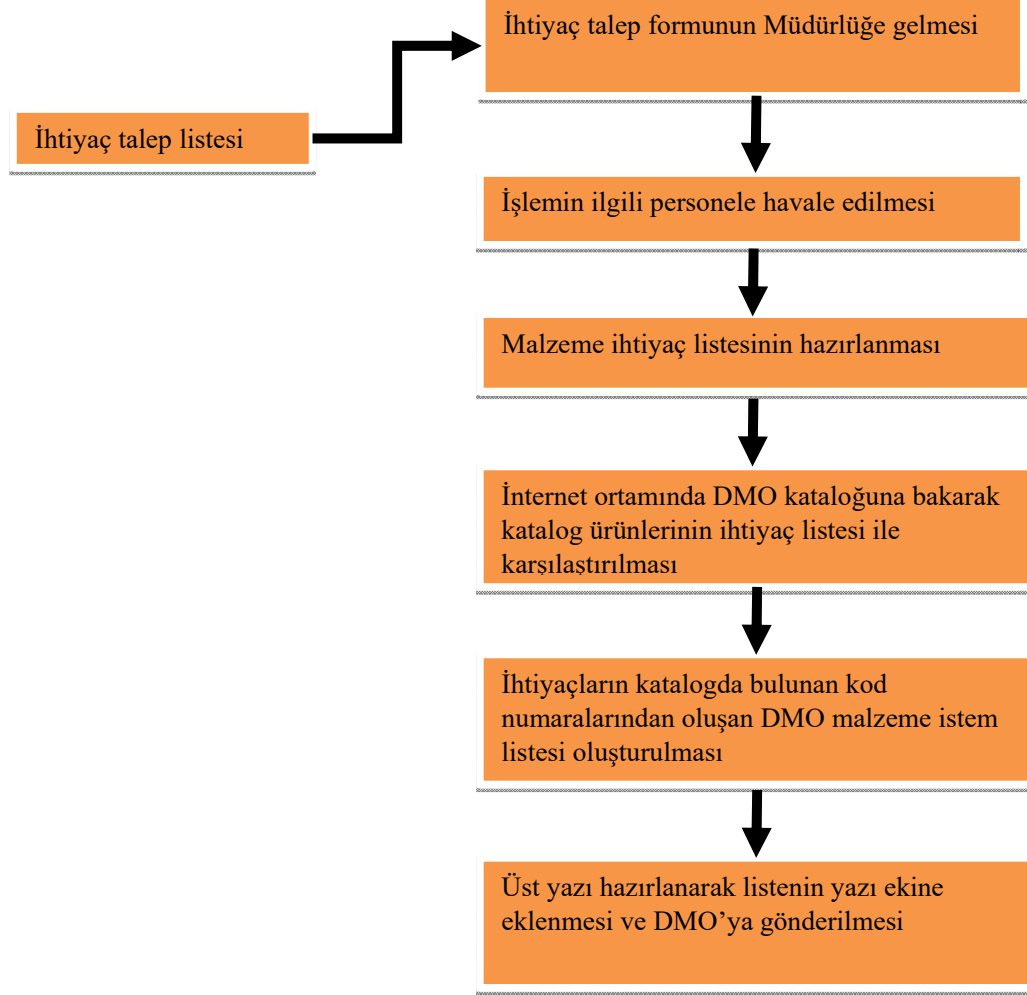 İhtiyaç talep formunun Müdürlüğe gelmesi
İhtiyaç talep listesi
İşlemin ilgili personele havale edilmesi
Malzeme ihtiyaç listesinin hazırlanması
İnternet ortamında DMO kataloğuna bakarak
katalog ürünlerinin ihtiyaç listesi ile
karşılaştırılması
İhtiyaçların katalogda bulunan kod
numaralarından oluşan DMO malzeme istem
listesi oluşturulması
Üst yazı hazırlanarak listenin yazı ekine
eklenmesi ve DMO’ya gönderilmesi